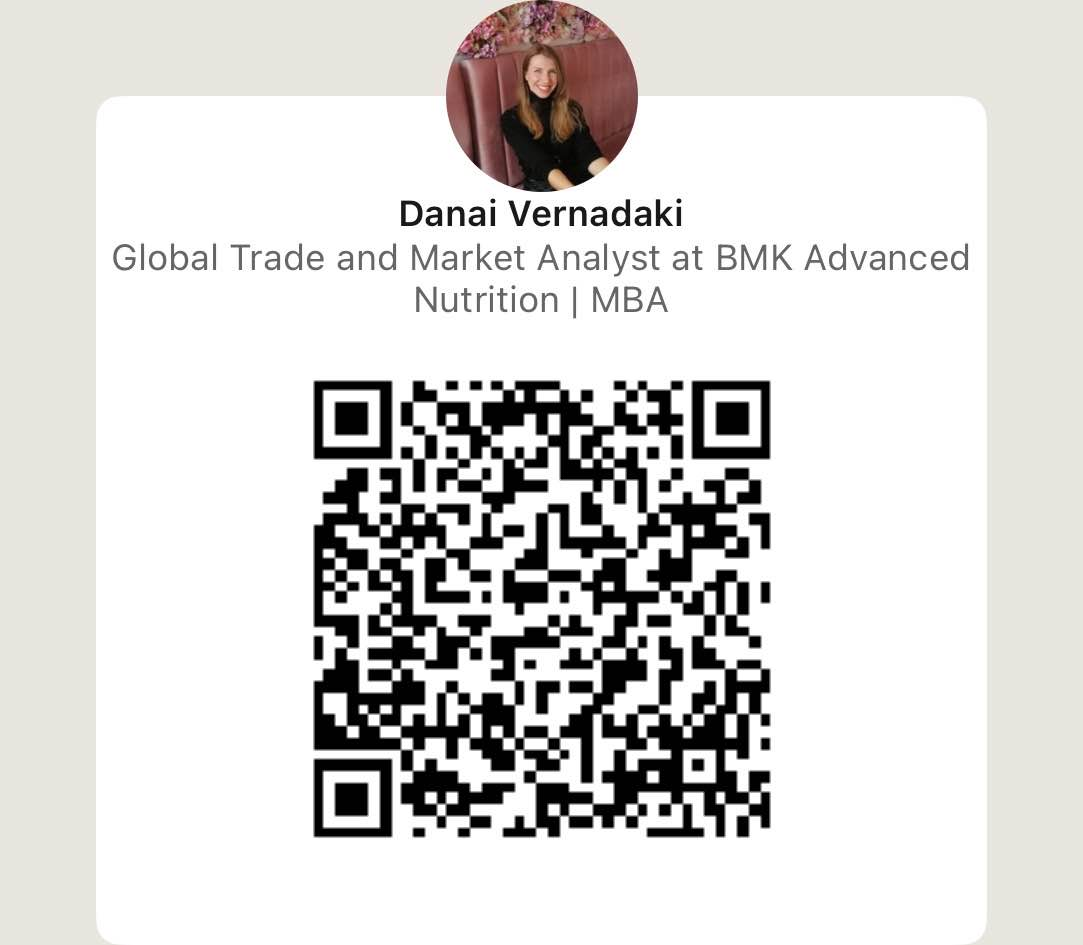 Danai Vernadaki
Global Trade and Market Analyst at BMK Advanced
Nutrition | MBA